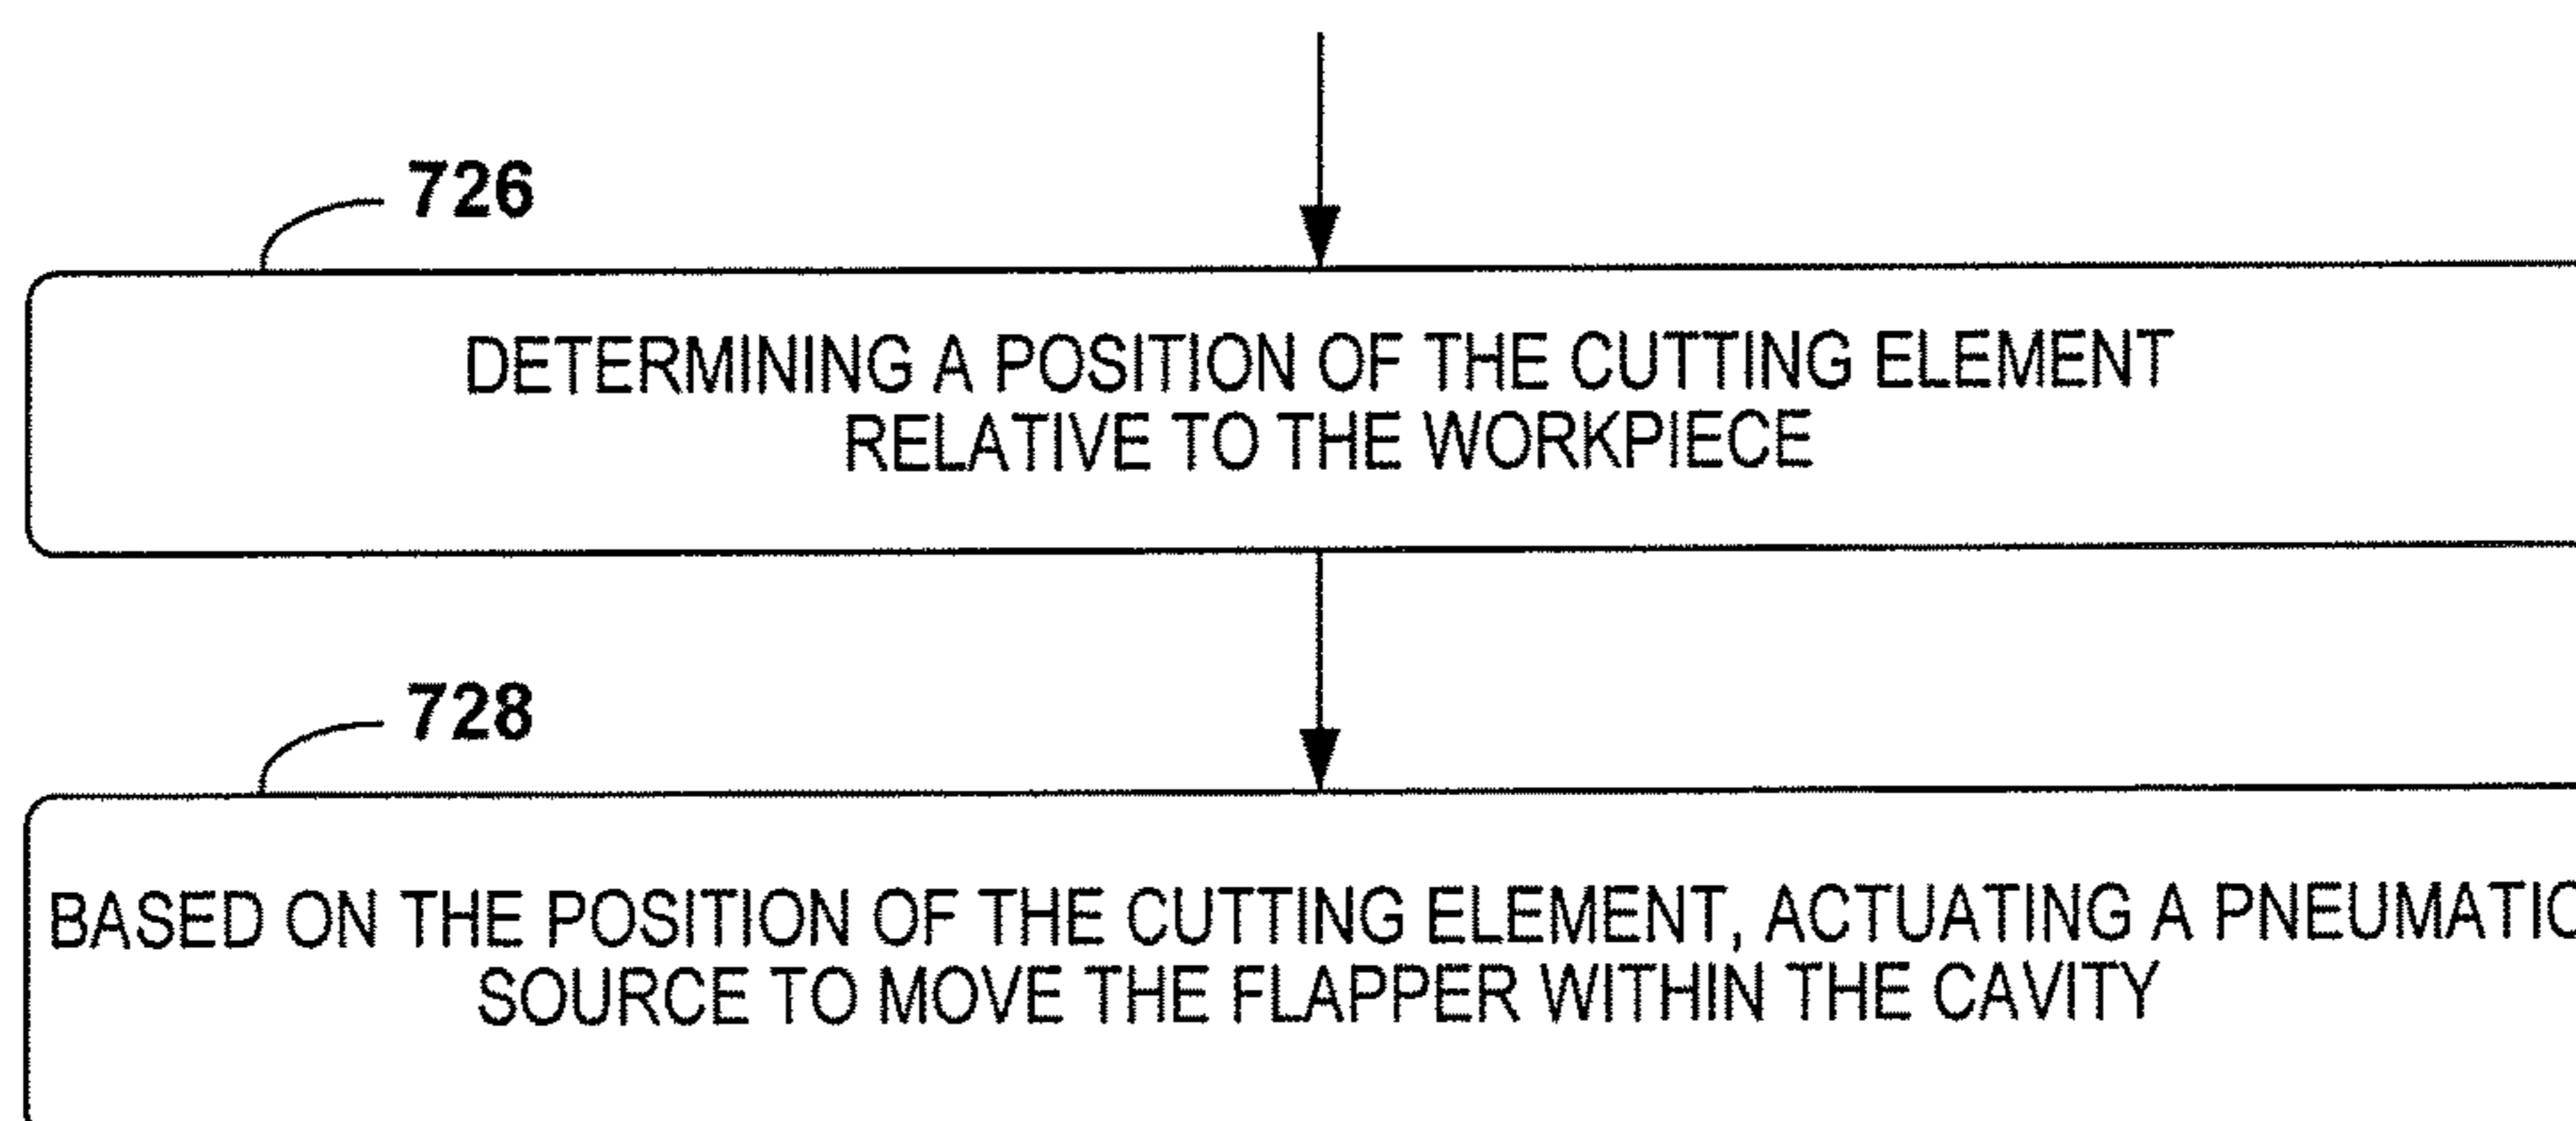 726
DETERMINING A POSITION OF THE CUTTING ELEMENT
RELATIVE TO THE WORKPIECE
728
BASED ON THE POSITION OF THE CUTTING ELEMENT, ACTUATING A PNEUMATIC
SOURCE TO MOVE THE FLAPPER WITHIN THE CAVITY